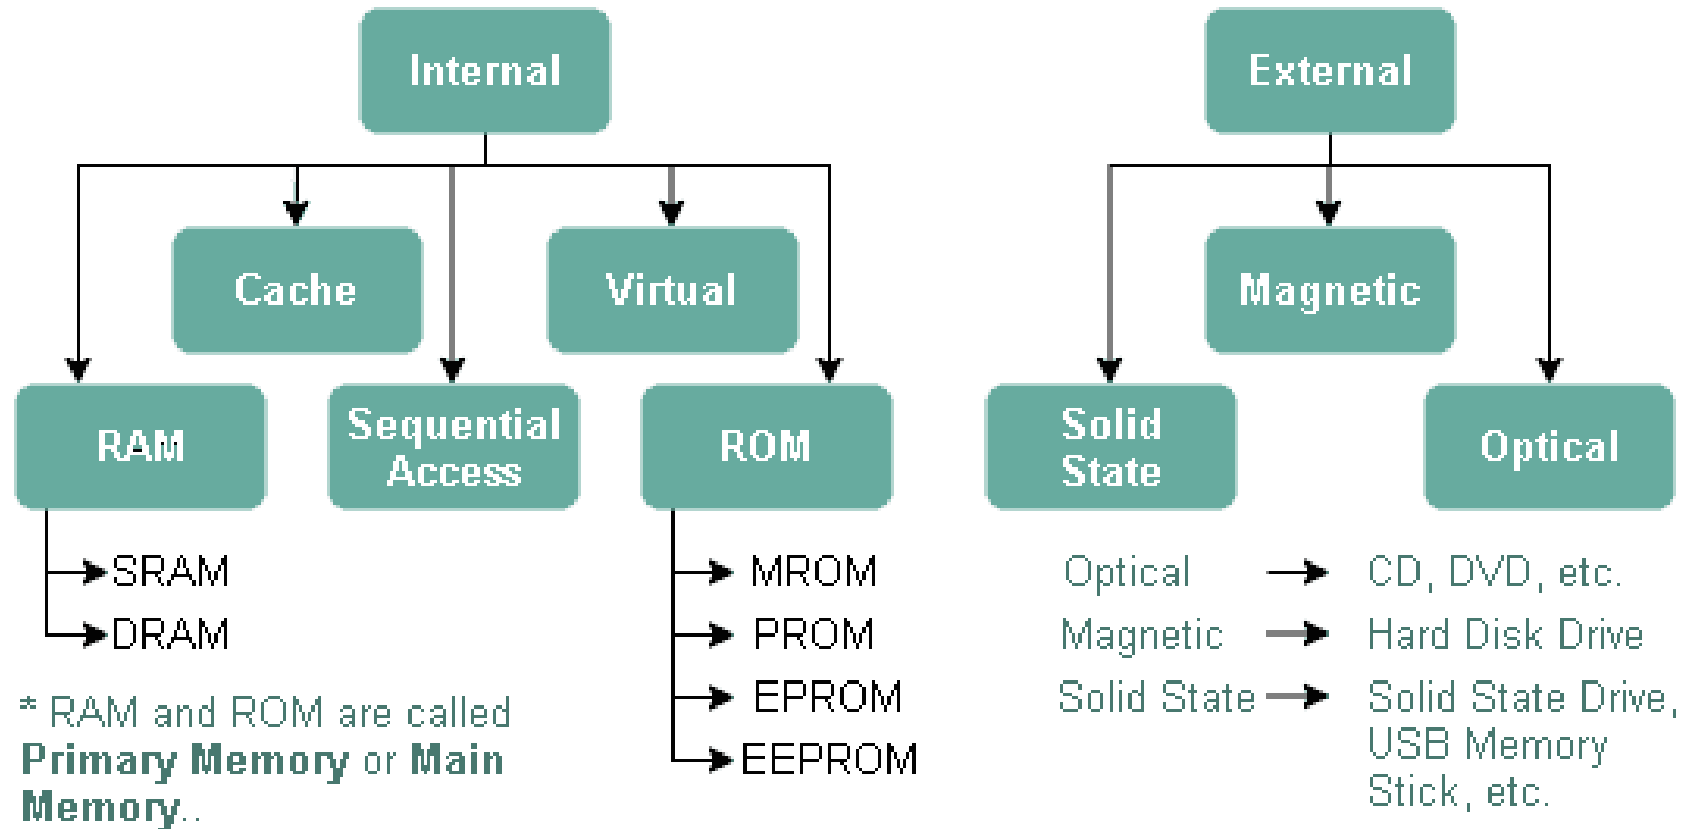 Internal
External
Cache
Virtual
Magnetic
RAM
Sequential
Access
ROM
Solid
State
Optical
SRAM
DRAM
MROM
PROM
EPROM
EEPROM
* RAM and ROM are called
Primary Memory or Main
Memory..
Optical → CD, DVD, etc.
Magnetic → Hard Disk Drive
Solid State → Solid State Drive,
USB Memory
Stick, etc.